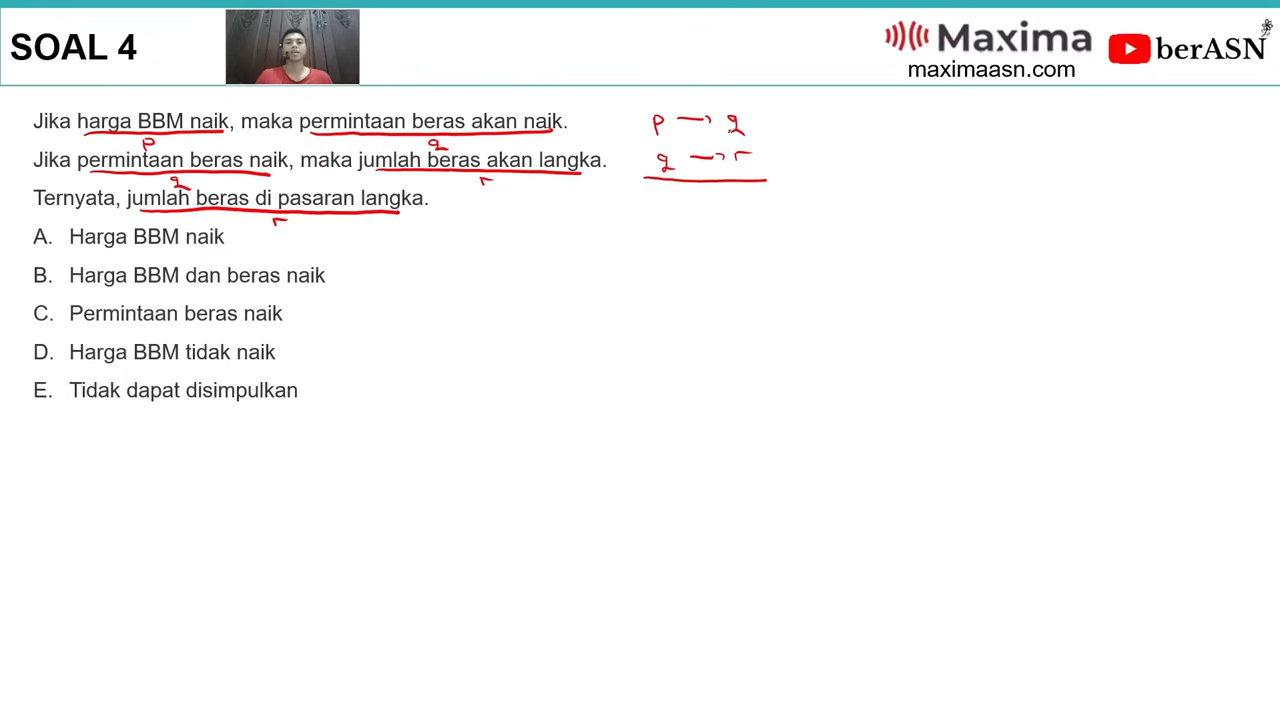 SOAL 4
Maxima
maximaasn.com
berASN
Jika harga BBM naik, maka permintaan beras akan naik.
p → q
p
q
Jika permintaan beras naik, maka jumlah beras akan langka.
q → r
q
r
Ternyata, jumlah beras di pasaran langka.
r
A. Harga BBM naik
B. Harga BBM dan beras naik
C. Permintaan beras naik
D. Harga BBM tidak naik
E. Tidak dapat disimpulkan